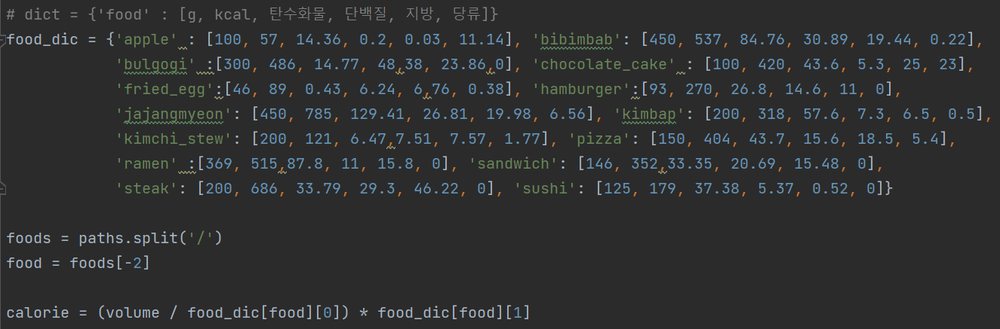 # dict = {'food' : [g, kcal, 탄수화물, 단백질, 지방, 당류]}
food_dic = {'apple' : [100, 57, 14.36, 0.2, 0.03, 11.14], 'bibimbab': [450, 537, 84.76, 30.89, 19.44, 0.22],
'bulgogi' :[300, 486, 14.77, 48,38, 23.86,0], 'chocolate_cake' : [100, 420, 43.6, 5.3, 25, 23],
'fried_egg':[46, 89, 0.43, 6.24, 6,76, 0.38], 'hamburger':[93, 270, 26.8, 14.6, 11, 0],
'jajangmyeon': [450, 785, 129.41, 26.81, 19.98, 6.56], 'kimbap': [200, 318, 57.6, 7.3, 6.5, 0.5],
'kimchi_stew': [200, 121, 6.47,7.51, 7.57, 1.77], 'pizza': [150, 404, 43.7, 15.6, 18.5, 5.4],
'ramen' :[369, 515,87.8, 11, 15.8, 0], 'sandwich': [146, 352,33.35, 20.69, 15.48, 0],
'steak': [200, 686, 33.79, 29.3, 46.22, 0], 'sushi': [125, 179, 37.38, 5.37, 0.52, 0]}
foods = paths.split('/')
food = foods[-2]
calorie = (volume / food_dic[food][0]) * food_dic[food][1]